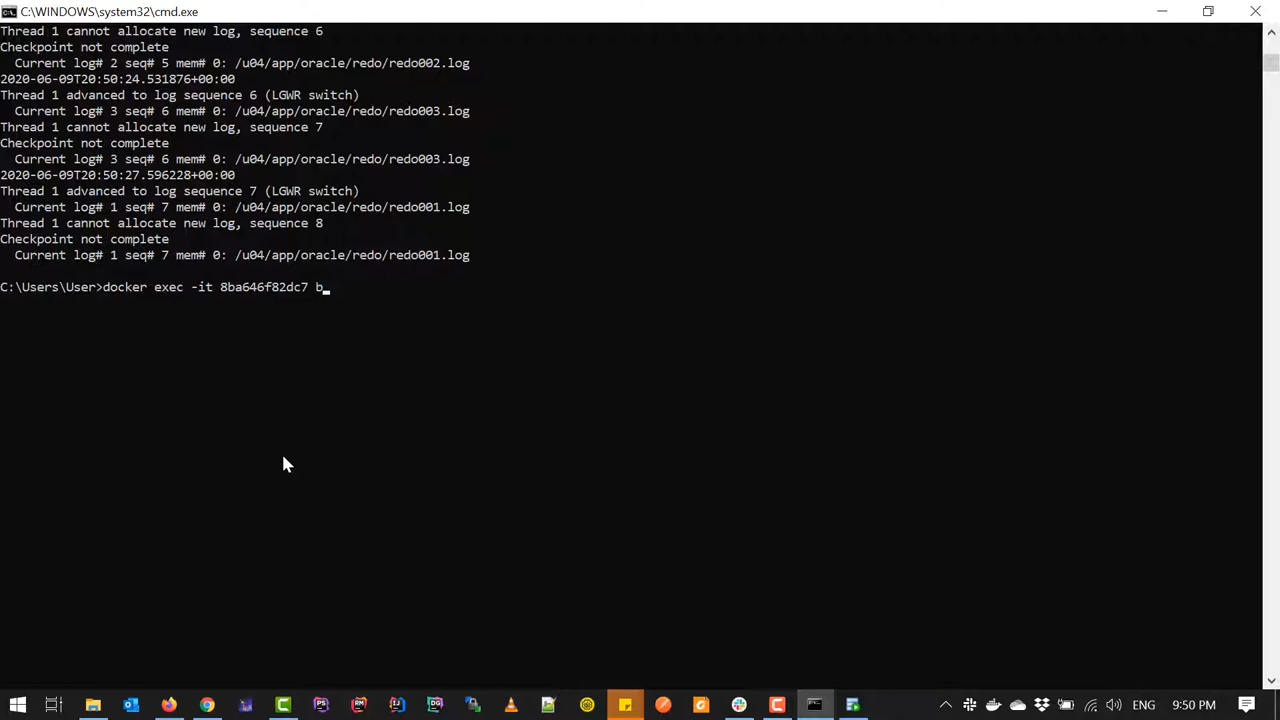 C:\WINDOWS\system32\cmd.exe
Thread 1 cannot allocate new log, sequence 6
Checkpoint not complete
  Current log# 2 seq# 5 mem# 0: /u04/app/oracle/redo/redo002.log
2020-06-09T20:50:24.531876+00:00
Thread 1 advanced to log sequence 6 (LGWR switch)
  Current log# 3 seq# 6 mem# 0: /u04/app/oracle/redo/redo003.log
Thread 1 cannot allocate new log, sequence 7
Checkpoint not complete
  Current log# 3 seq# 6 mem# 0: /u04/app/oracle/redo/redo003.log
2020-06-09T20:50:27.596228+00:00
Thread 1 advanced to log sequence 7 (LGWR switch)
  Current log# 1 seq# 7 mem# 0: /u04/app/oracle/redo/redo001.log
Thread 1 cannot allocate new log, sequence 8
Checkpoint not complete
  Current log# 1 seq# 7 mem# 0: /u04/app/oracle/redo/redo001.log
C:\Users\User>docker exec -it 8ba646f82dc7 b_
PS RM IJ DG ENG 9:50 PM